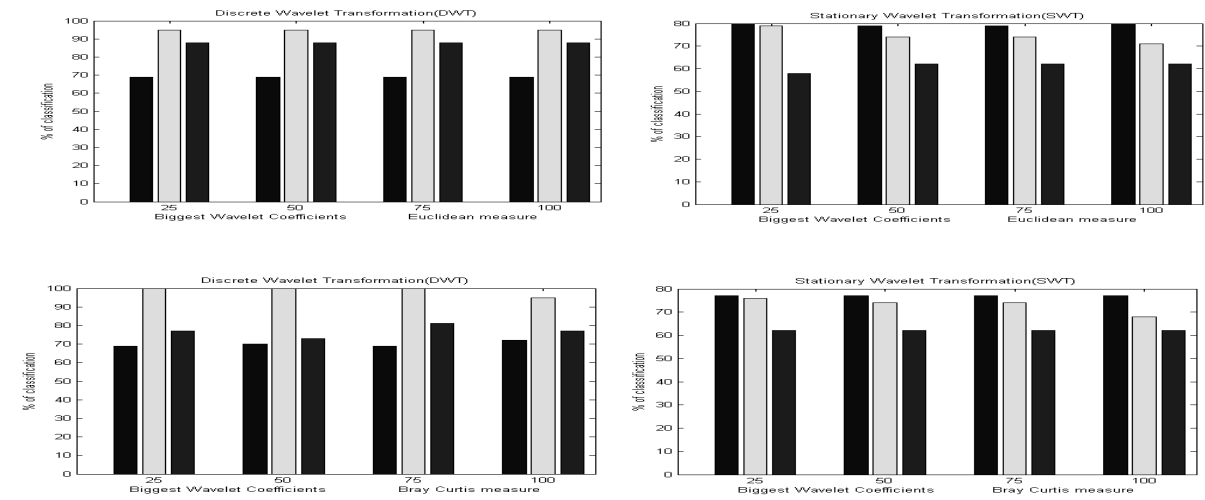 Discrete Wavelet Transformation(DWT)
100
90
80
70
60
50
40
30
20
10
0
% of classification
25 50 75 100
Biggest Wavelet Coefficients Euclidean measure
Stationary Wavelet Transformation(SWT)
80
70
60
50
40
30
20
10
0
% of classification
25 50 75 100
Biggest Wavelet Coefficients Euclidean measure
Discrete Wavelet Transformation(DWT)
100
90
80
70
60
50
40
30
20
10
0
% of classification
25 50 75 100
Biggest Wavelet Coefficients Bray Curtis measure
Stationary Wavelet Transformation(SWT)
80
70
60
50
40
30
20
10
0
% of classification
25 50 75 100
Biggest Wavelet Coefficients Bray Curtis measure